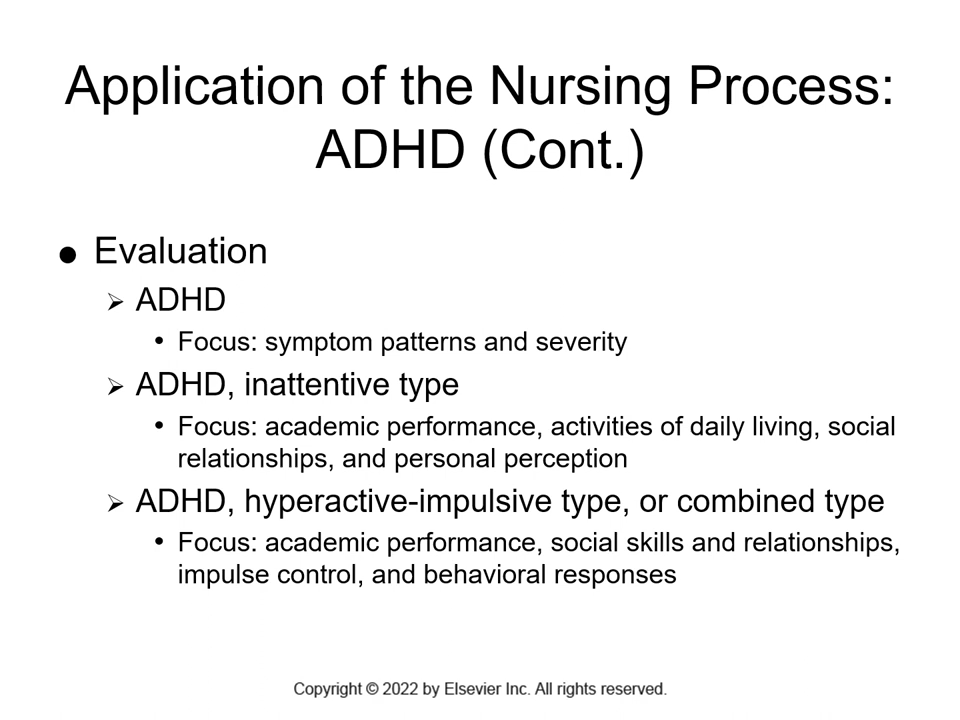 Application of the Nursing Process:
ADHD (Cont.)
● Evaluation
➢ ADHD
• Focus: symptom patterns and severity
➢ ADHD, inattentive type
• Focus: academic performance, activities of daily living, social
relationships, and personal perception
➢ ADHD, hyperactive-impulsive type, or combined type
• Focus: academic performance, social skills and relationships,
impulse control, and behavioral responses
Copyright © 2022 by Elsevier Inc. All rights reserved.